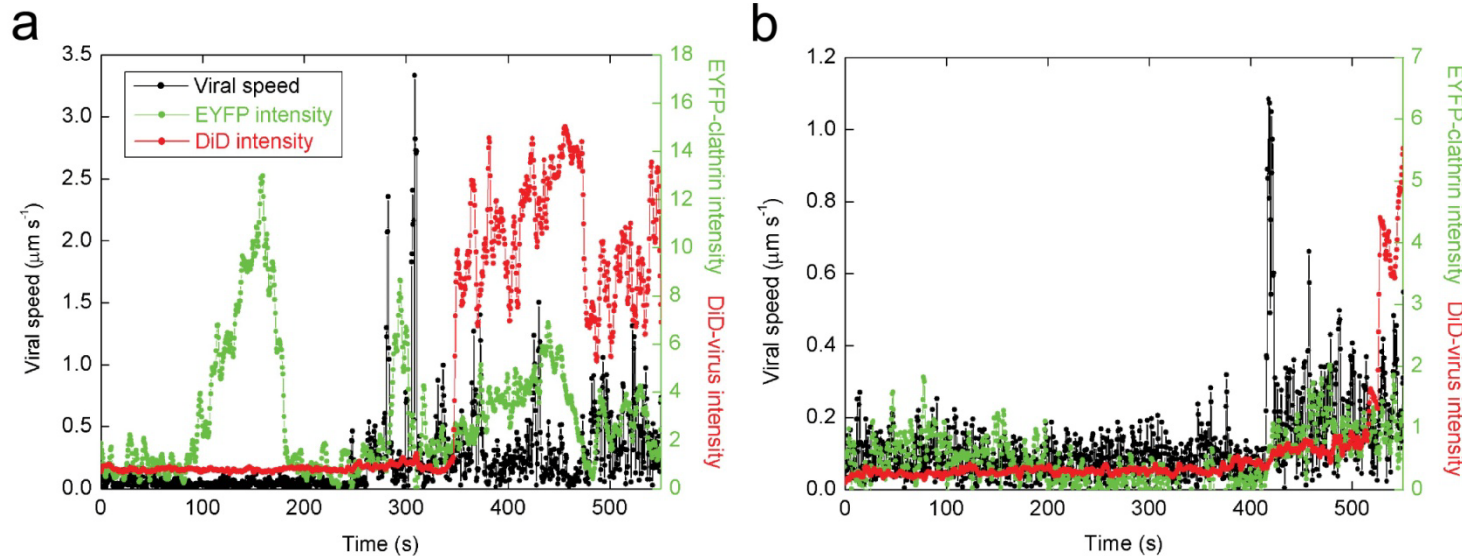 a
3.5
3.0
2.5
2.0
1.5
1.0
0.5
0.0
Viral speed (µm s⁻¹)
Viral speed
EYFP intensity
DiD intensity
18
16
14
12
10
8
6
4
2
0
EYFP-clathrin intensity
DiD-virus intensity
0 100 200 300 400 500
Time (s)
b
1.2
1.0
0.8
0.6
0.4
0.2
0.0
Viral speed (µm s⁻¹)
7
6
5
4
3
2
1
0
EYFP-clathrin intensity
DiD-virus intensity
0 100 200 300 400 500
Time (s)